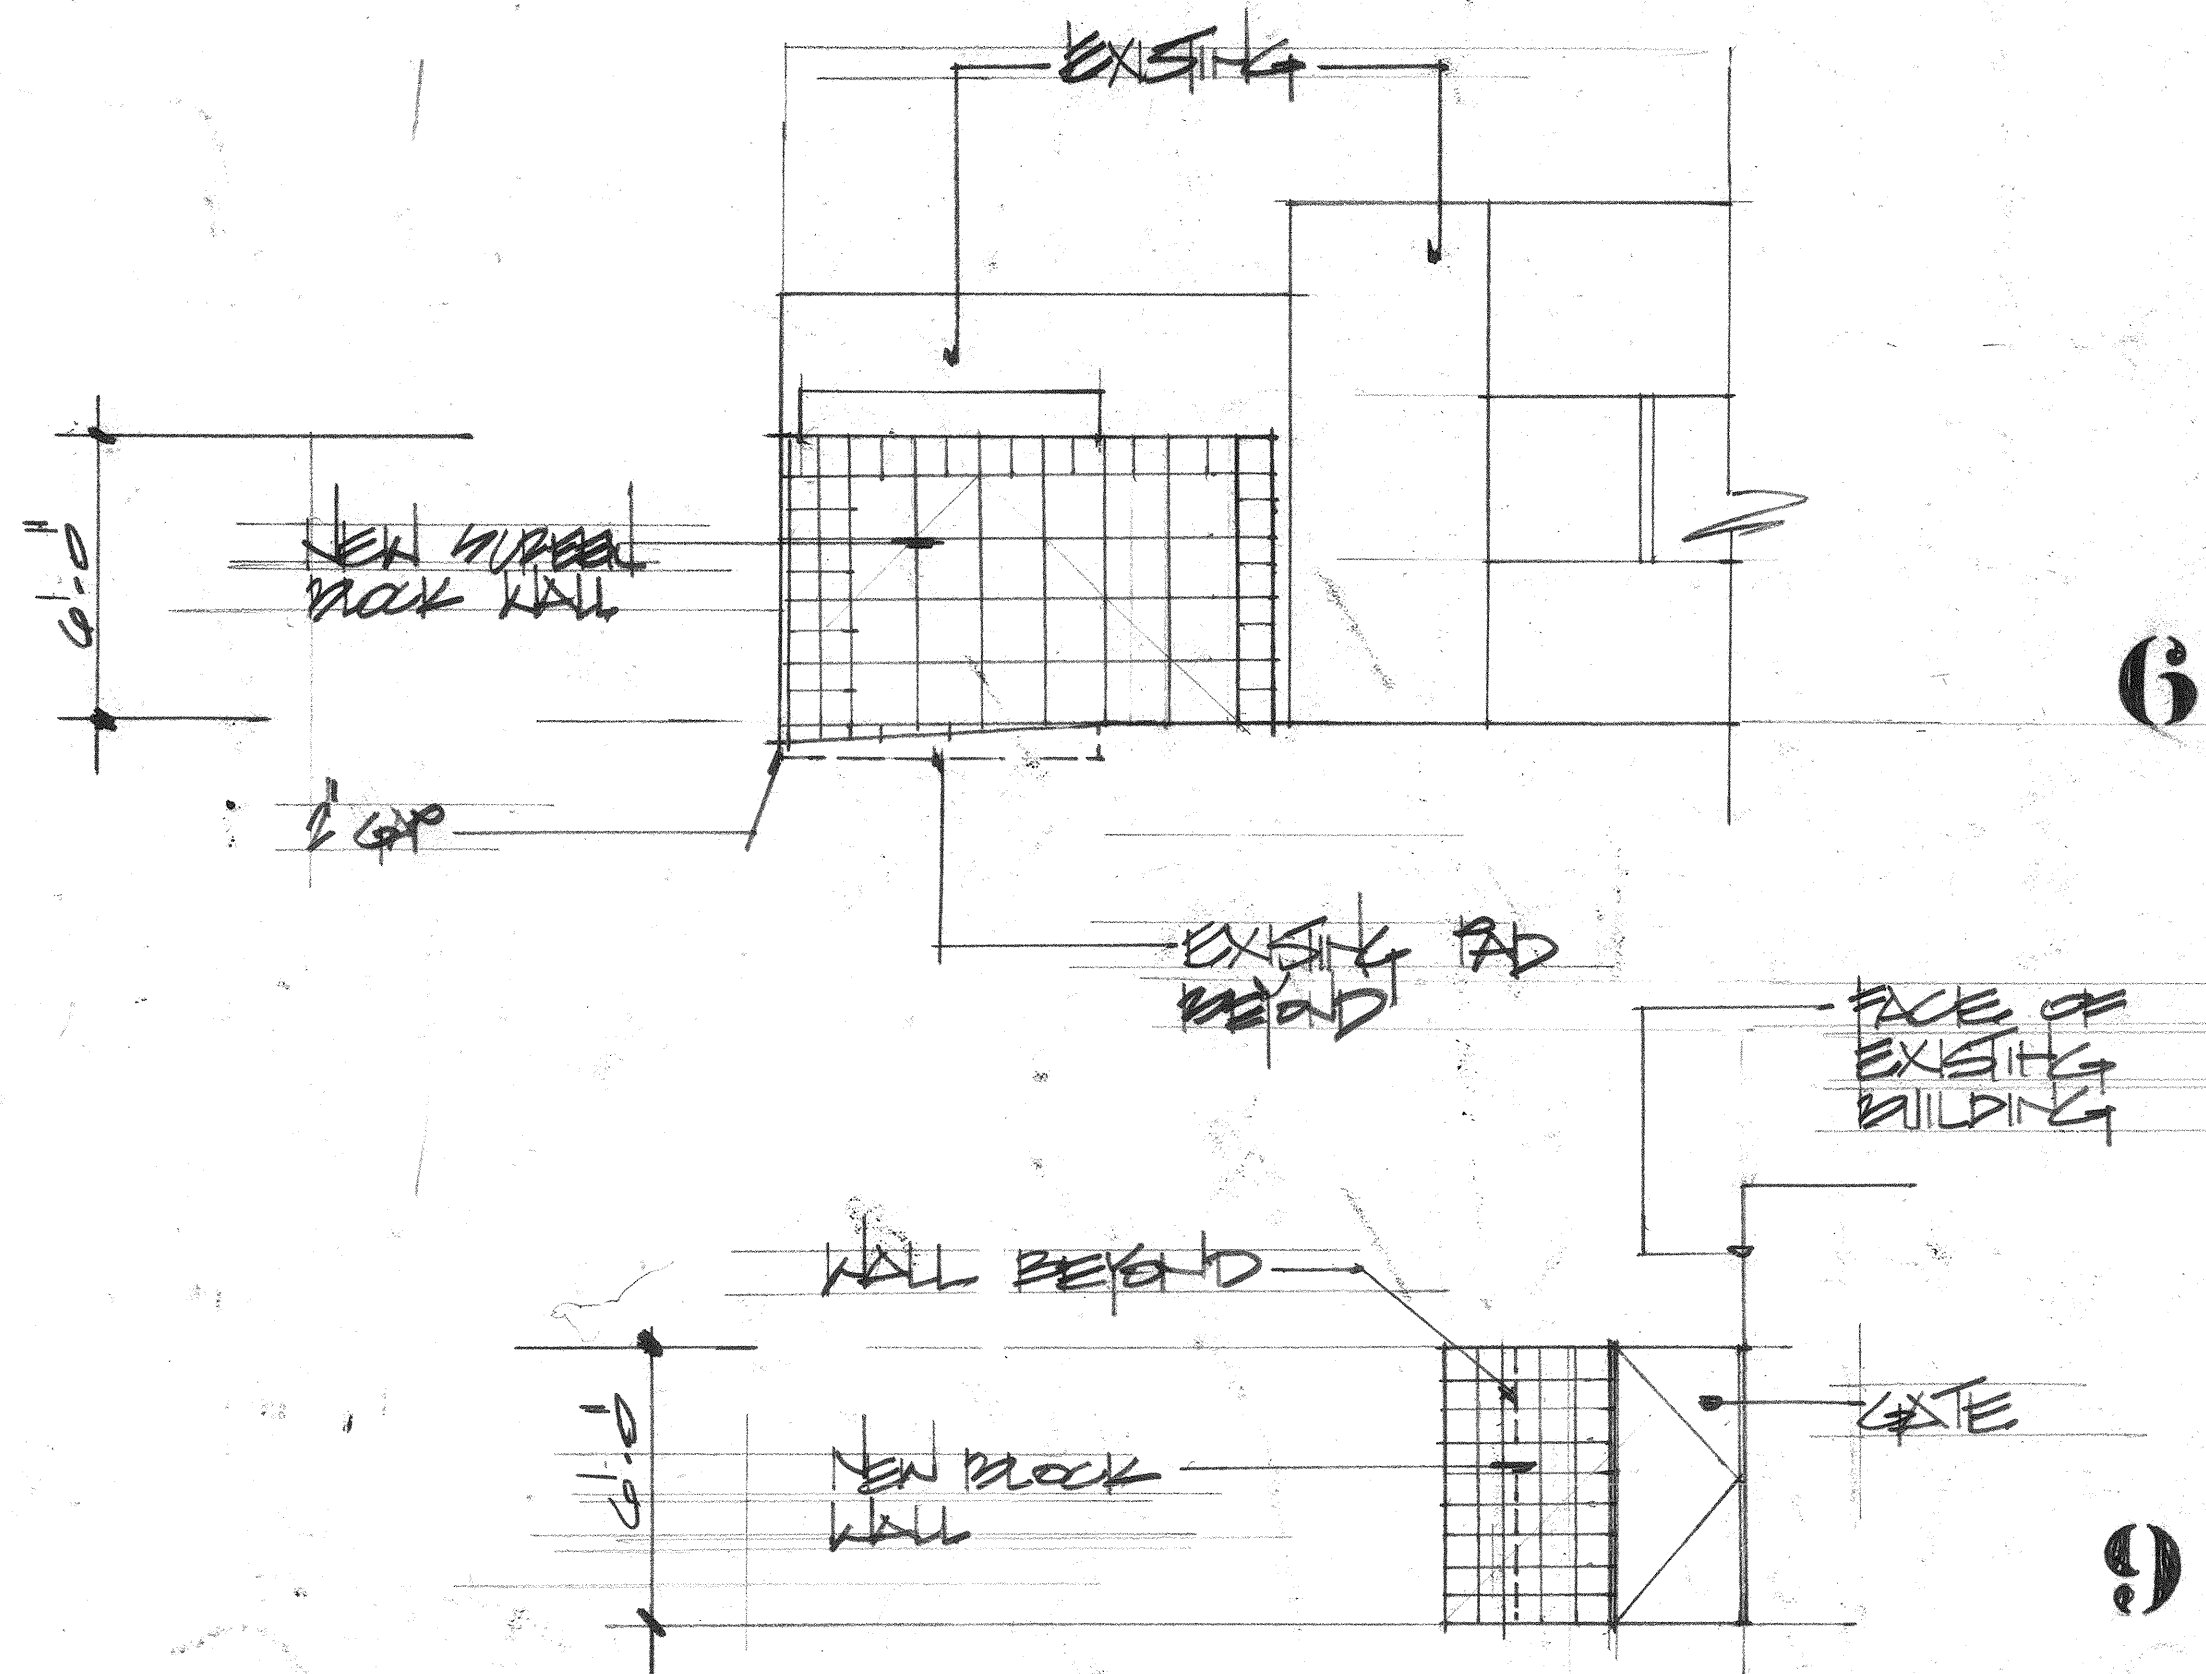 EXISTING
6'-0"
NEW SCREEN
BLOCK WALL
6
2" GAP
EXISTING PAD
BEYOND
FACE OF
EXISTING
BUILDING
WALL BEYOND
6'-0"
GATE
NEW BLOCK
WALL
9